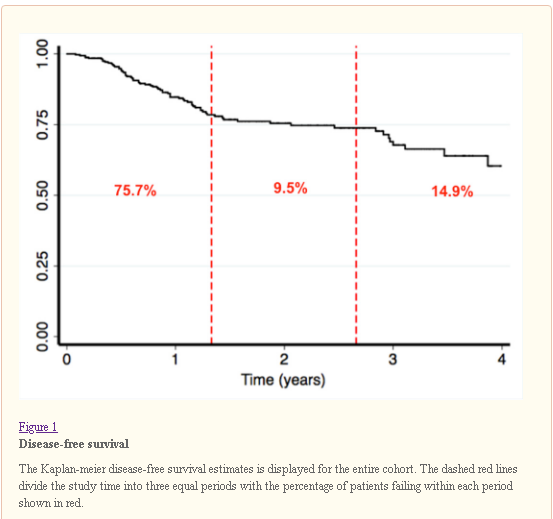 1.00
0.75
0.50
0.25
0.00
75.7%
9.5%
14.9%
0
1
2
3
4
Time (years)
Figure 1
Disease-free survival
The Kaplan-meier disease-free survival estimates is displayed for the entire cohort. The dashed red lines
divide the study time into three equal periods with the percentage of patients failing within each period
shown in red.